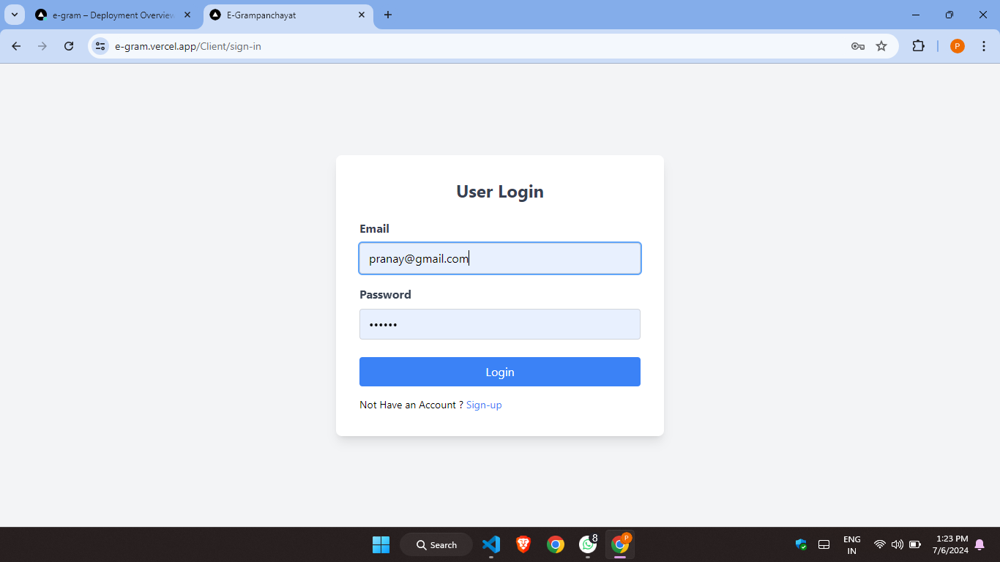 e-gram – Deployment Overview
E-Grampanchayat
e-gram.vercel.app/Client/sign-in
P
User Login
Email
pranay@gmail.com
Password
••••••
Login
Not Have an Account ? Sign-up
Search
8
P
ENG
IN
1:23 PM
7/6/2024